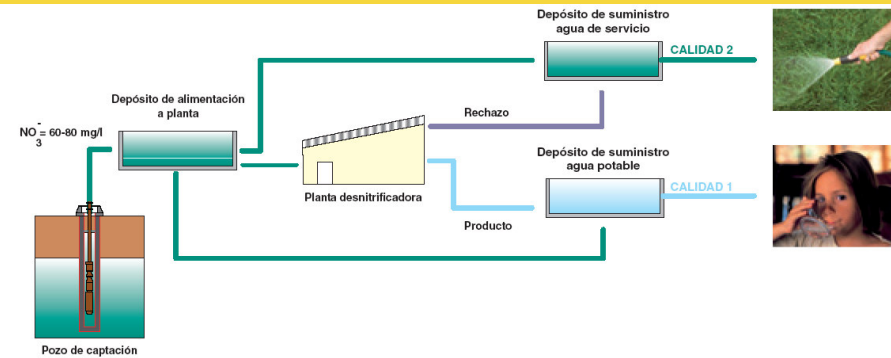 Depósito de suministro
agua de servicio
CALIDAD 2
Depósito de alimentación
a planta
NO₃⁻ = 60-80 mg/l
Rechazo
Planta desnitrificadora
Depósito de suministro
agua potable
CALIDAD 1
Producto
Pozo de captación